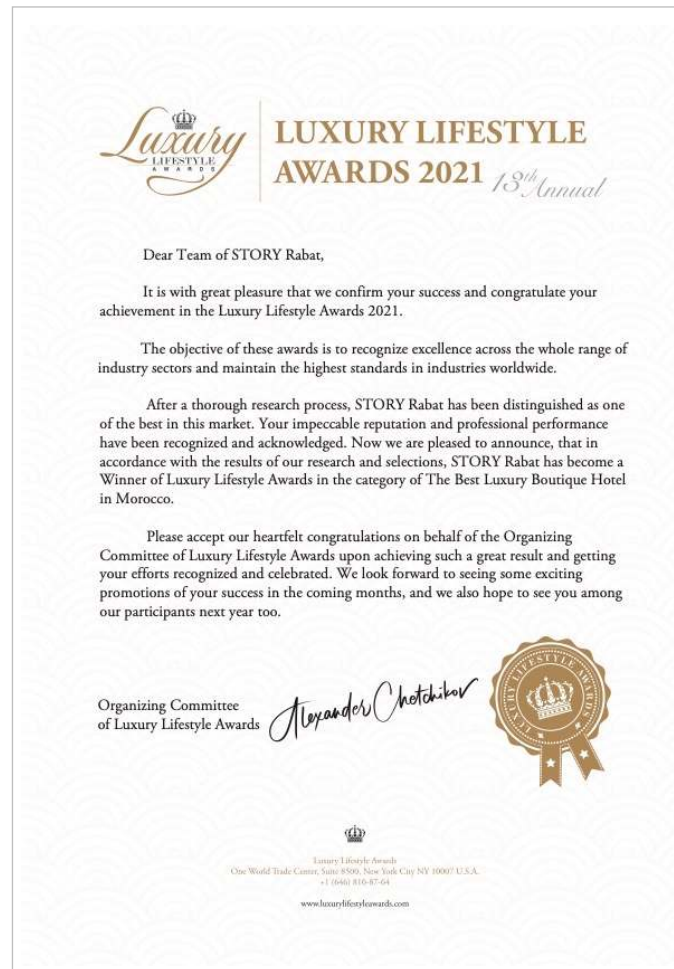 Luxury
LIFESTYLE
AWARDS
LUXURY LIFESTYLE
AWARDS 2021 13th Annual
Dear Team of STORY Rabat,
It is with great pleasure that we confirm your success and congratulate your
achievement in the Luxury Lifestyle Awards 2021.
The objective of these awards is to recognize excellence across the whole range of
industry sectors and maintain the highest standards in industries worldwide.
After a thorough research process, STORY Rabat has been distinguished as one
of the best in this market. Your impeccable reputation and professional performance
have been recognized and acknowledged. Now we are pleased to announce, that in
accordance with the results of our research and selections, STORY Rabat has become a
Winner of Luxury Lifestyle Awards in the category of The Best Luxury Boutique Hotel
in Morocco.
Please accept our heartfelt congratulations on behalf of the Organizing
Committee of Luxury Lifestyle Awards upon achieving such a great result and getting
your efforts recognized and celebrated. We look forward to seeing some exciting
promotions of your success in the coming months, and we also hope to see you among
our participants next year too.
Organizing Committee
of Luxury Lifestyle Awards
Alexander Chetchikov
LUXURY LIFESTYLE AWARDS
Luxury Lifestyle Awards
One World Trade Center, Suite 8500, New York City NY 10007 U.S.A.
+1 (646) 810-87-64
www.luxurylifestyleawards.com